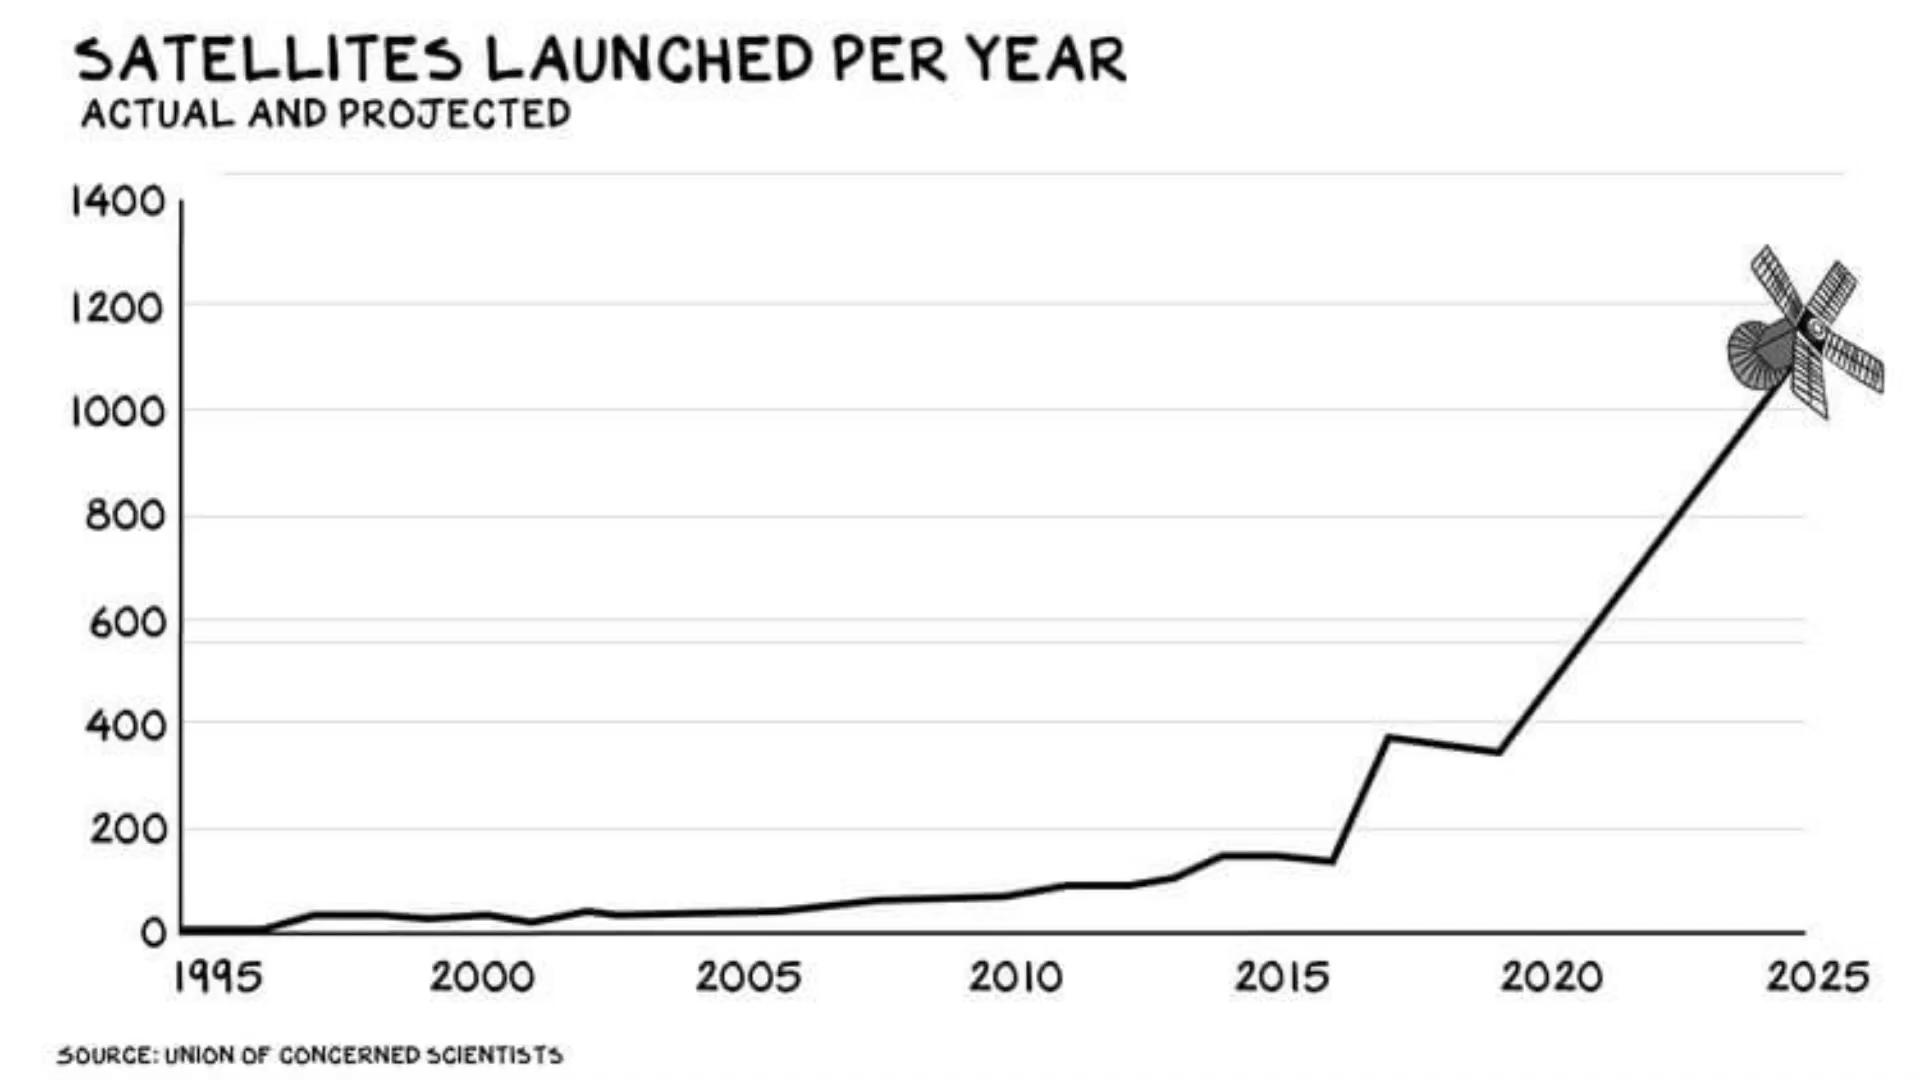 SATELLITES LAUNCHED PER YEAR
ACTUAL AND PROJECTED
1400
1200
1000
800
600
400
200
0
1995 2000 2005 2010 2015 2020 2025
SOURCE: UNION OF CONCERNED SCIENTISTS